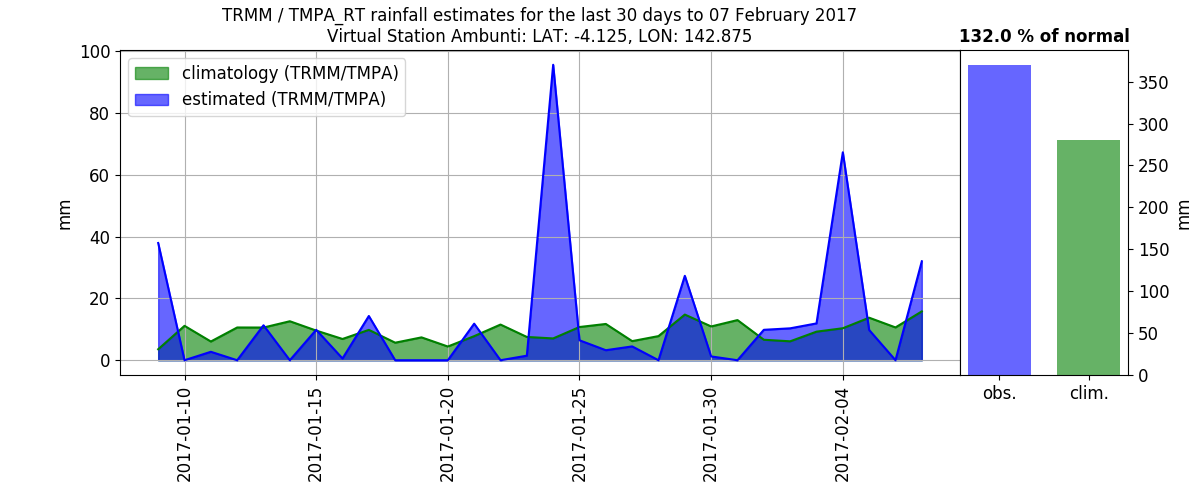 TRMM / TMPA_RT rainfall estimates for the last 30 days to 07 February 2017
Virtual Station Ambunti: LAT: -4.125, LON: 142.875
132.0 % of normal
climatology (TRMM/TMPA)
estimated (TRMM/TMPA)
100
80
60
40
20
0
mm
2017-01-10
2017-01-15
2017-01-20
2017-01-25
2017-01-30
2017-02-04
350
300
250
200
150
100
50
0
mm
obs.
clim.